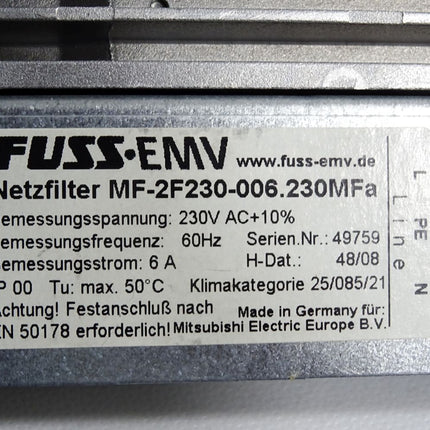 FUSS·EMV www.fuss-emv.de
Netzfilter MF-2F230-006.230MFa
emessungsspannung: 230V AC+10%
emessungsfrequenz: 60Hz Serien.Nr.: 49759
emessungsstrom: 6 A H-Dat.: 48/08
P 00 Tu: max. 50°C Klimakategorie 25/085/21
Achtung! Festanschluß nach Made in Germany für:
EN 50178 erforderlich! Mitsubishi Electric Europe B.V.
L PE N
Line